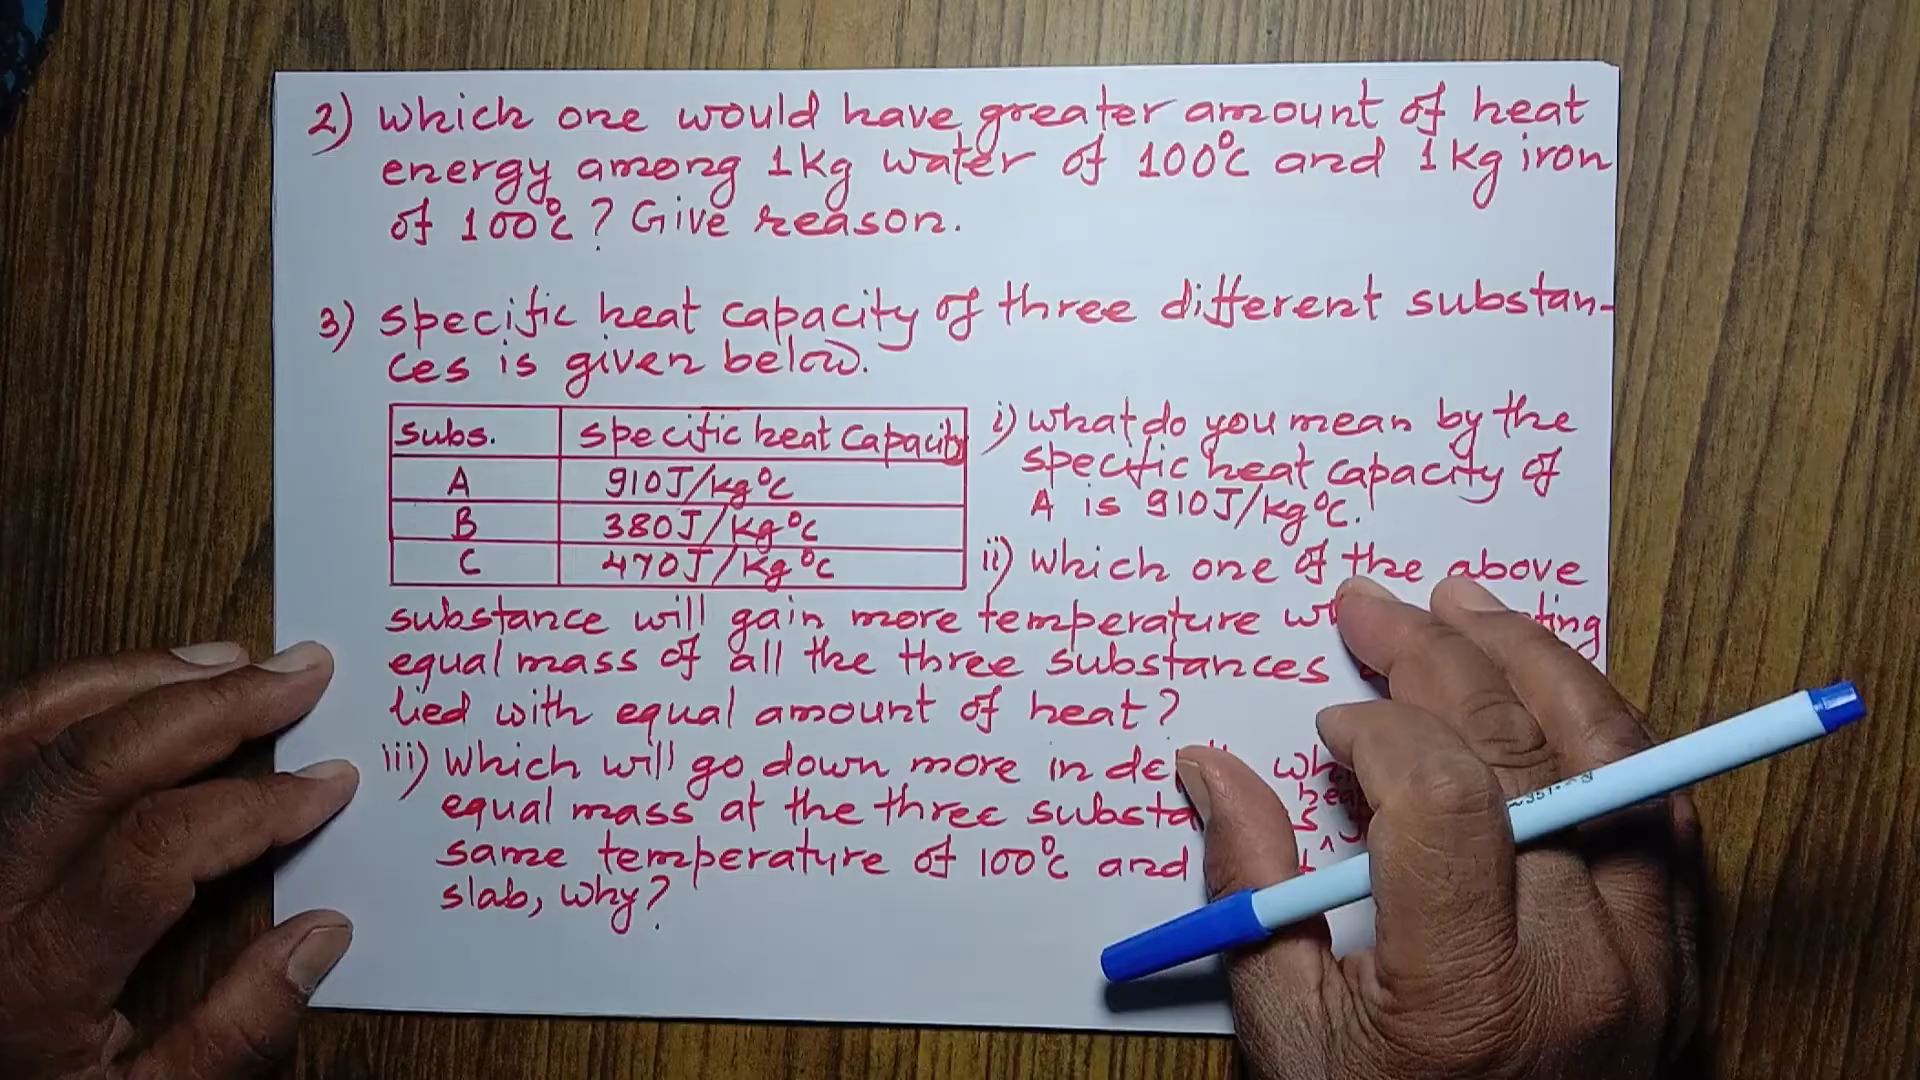 2) Which one would have greater amount of heat
energy among 1kg water of 100°C and 1kg iron
of 100°C? Give reason.
3) Specific heat capacity of three different substan-
ces is given below.
Subs. Specific heat Capacity
A 910J/kg°C
B 380J/kg°C
C 470J/kg°C
i) What do you mean by the
specific heat capacity of
A is 910J/kg°C.
ii) Which one of the above
substance will gain more temperature
equal mass of all the three substances
lied with equal amount of heat?
iii) Which will go down more in
equal mass at the three
same temperature of 100°C and
slab, why?